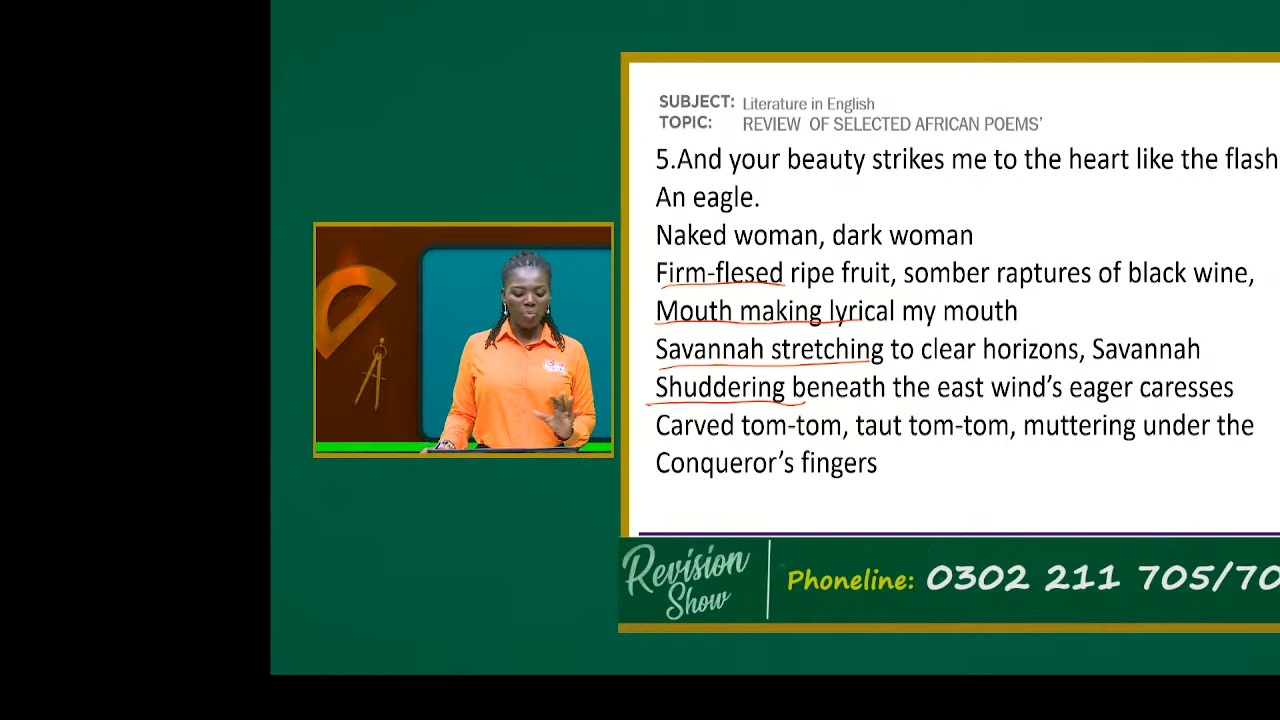 SUBJECT: Literature in English
TOPIC: REVIEW OF SELECTED AFRICAN POEMS’
5.And your beauty strikes me to the heart like the flash
An eagle.
Naked woman, dark woman
Firm-flesed ripe fruit, somber raptures of black wine,
Mouth making lyrical my mouth
Savannah stretching to clear horizons, Savannah
Shuddering beneath the east wind’s eager caresses
Carved tom-tom, taut tom-tom, muttering under the
Conqueror’s fingers
Revision
Show
Phoneline: 0302 211 705/70